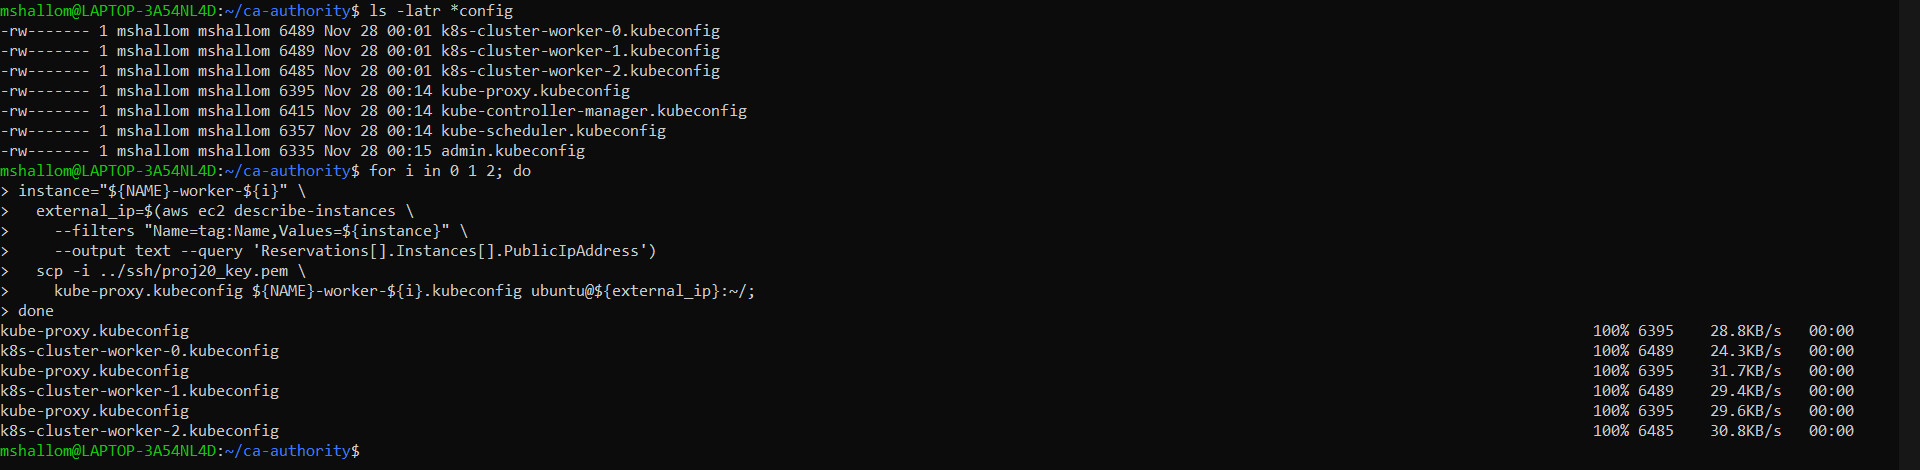 mshallom@LAPTOP-3A54NL4D:~/ca-authority$ ls -latr *config
-rw------- 1 mshallom mshallom 6489 Nov 28 00:01 k8s-cluster-worker-0.kubeconfig
-rw------- 1 mshallom mshallom 6489 Nov 28 00:01 k8s-cluster-worker-1.kubeconfig
-rw------- 1 mshallom mshallom 6485 Nov 28 00:01 k8s-cluster-worker-2.kubeconfig
-rw------- 1 mshallom mshallom 6395 Nov 28 00:14 kube-proxy.kubeconfig
-rw------- 1 mshallom mshallom 6415 Nov 28 00:14 kube-controller-manager.kubeconfig
-rw------- 1 mshallom mshallom 6357 Nov 28 00:14 kube-scheduler.kubeconfig
-rw------- 1 mshallom mshallom 6335 Nov 28 00:15 admin.kubeconfig
mshallom@LAPTOP-3A54NL4D:~/ca-authority$ for i in 0 1 2; do
> instance="${NAME}-worker-${i}" \
>   external_ip=$(aws ec2 describe-instances \
>     --filters "Name=tag:Name,Values=${instance}" \
>     --output text --query 'Reservations[].Instances[].PublicIpAddress')
>   scp -i ../ssh/proj20_key.pem \
>     kube-proxy.kubeconfig ${NAME}-worker-${i}.kubeconfig ubuntu@${external_ip}:~/;
> done
kube-proxy.kubeconfig 100% 6395 28.8KB/s 00:00
k8s-cluster-worker-0.kubeconfig 100% 6489 24.3KB/s 00:00
kube-proxy.kubeconfig 100% 6395 31.7KB/s 00:00
k8s-cluster-worker-1.kubeconfig 100% 6489 29.4KB/s 00:00
kube-proxy.kubeconfig 100% 6395 29.6KB/s 00:00
k8s-cluster-worker-2.kubeconfig 100% 6485 30.8KB/s 00:00
mshallom@LAPTOP-3A54NL4D:~/ca-authority$